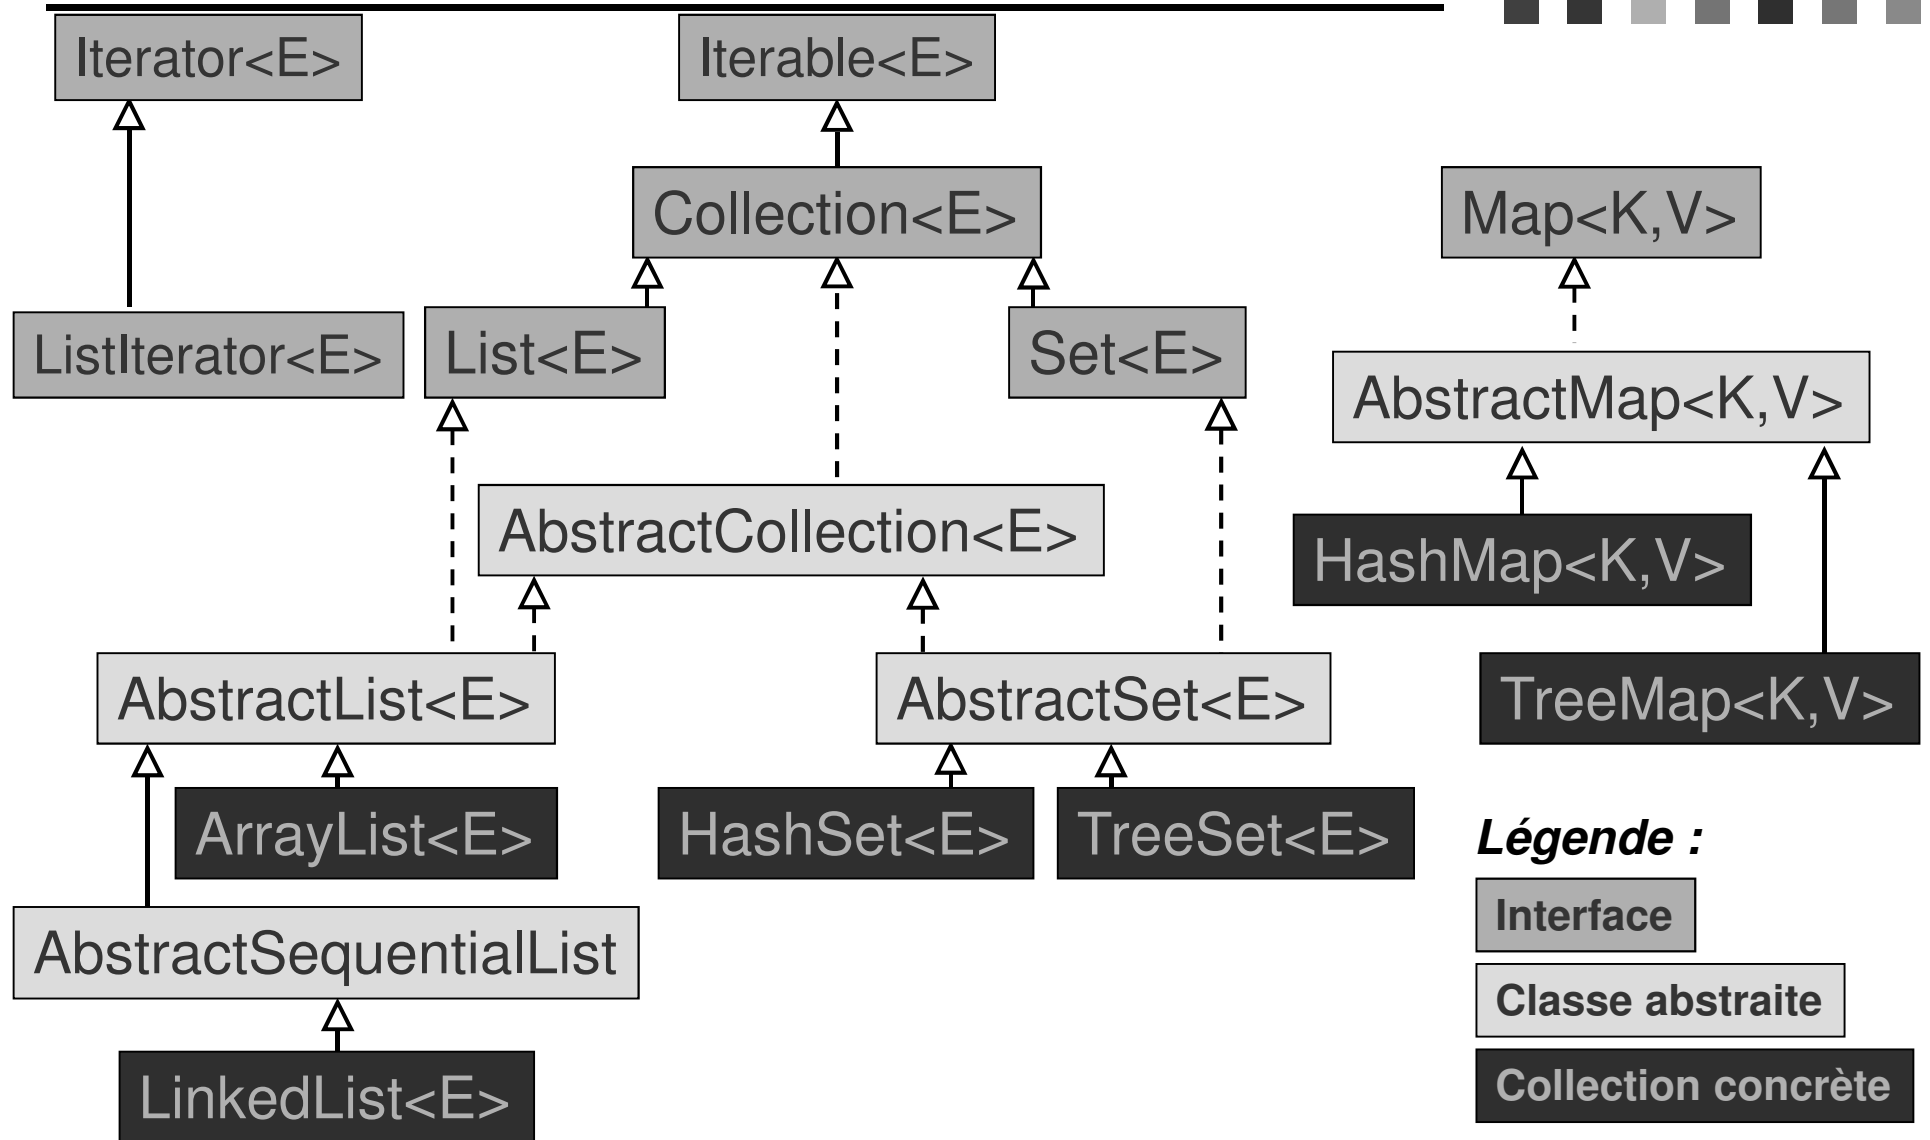 Iterator<E>
Iterable<E>
Collection<E>
Map<K,V>
ListIterator<E>
List<E>
Set<E>
AbstractMap<K,V>
AbstractCollection<E>
HashMap<K,V>
AbstractList<E>
AbstractSet<E>
TreeMap<K,V>
ArrayList<E>
HashSet<E>
TreeSet<E>
Légende :
Interface
AbstractSequentialList
Classe abstraite
LinkedList<E>
Collection concrète